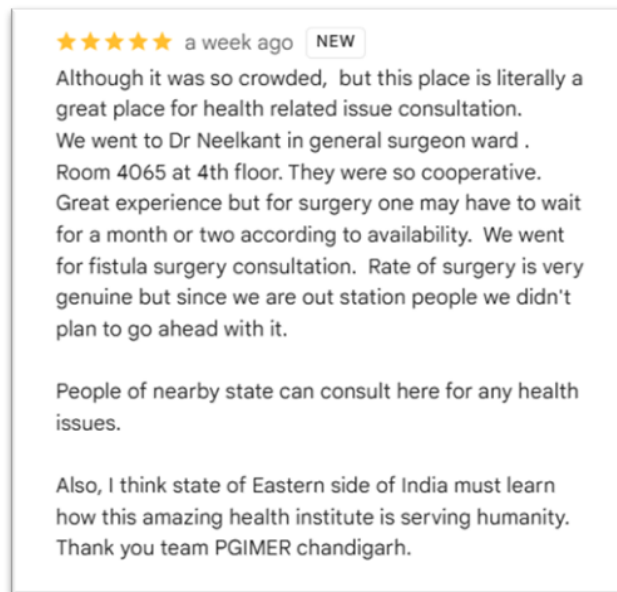 a week ago NEW
Although it was so crowded, but this place is literally a
great place for health related issue consultation.
We went to Dr Neelkant in general surgeon ward .
Room 4065 at 4th floor. They were so cooperative.
Great experience but for surgery one may have to wait
for a month or two according to availability. We went
for fistula surgery consultation. Rate of surgery is very
genuine but since we are out station people we didn't
plan to go ahead with it.
People of nearby state can consult here for any health
issues.
Also, I think state of Eastern side of India must learn
how this amazing health institute is serving humanity.
Thank you team PGIMER chandigarh.